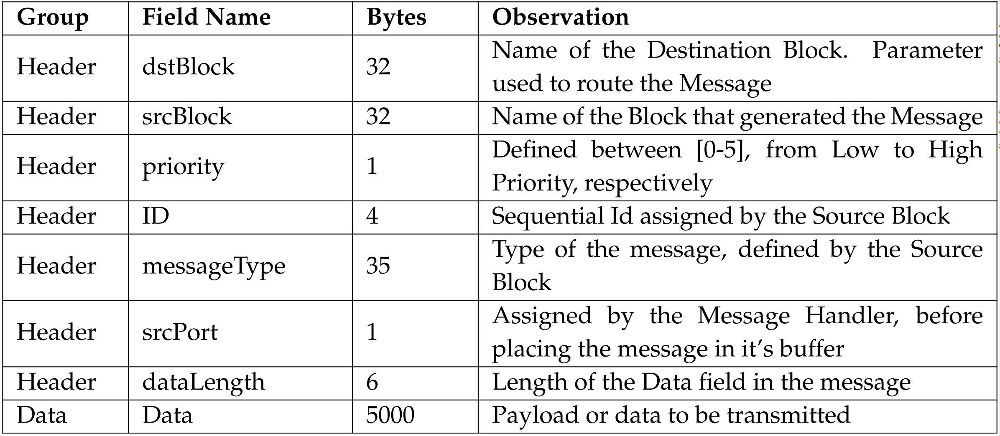 Group Field Name Bytes Observation
Header dstBlock 32 Name of the Destination Block. Parameter
used to route the Message
Header srcBlock 32 Name of the Block that generated the Message
Header priority 1 Defined between [0-5], from Low to High
Priority, respectively
Header ID 4 Sequential Id assigned by the Source Block
Header messageType 35 Type of the message, defined by the Source
Block
Header srcPort 1 Assigned by the Message Handler, before
placing the message in it’s buffer
Header dataLength 6 Length of the Data field in the message
Data Data 5000 Payload or data to be transmitted